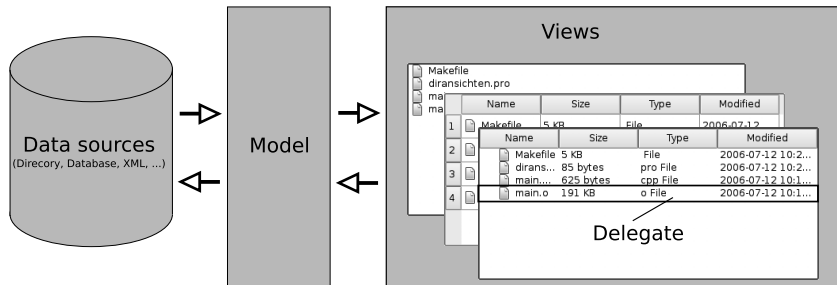 Data sources
(Direcory, Database, XML, ...)
Model
Views
Makefile
diransichten.pro
ma
ma
Name Size Type Modified
1 Makefile 5 KB File 2006-07-12
2
3
4
Name Size Type Modified
Makefile 5 KB File 2006-07-12 10:2...
dirans... 85 bytes pro File 2006-07-12 10:2...
main.... 625 bytes cpp File 2006-07-12 10:1...
main.o 191 KB o File 2006-07-12 10:1...
Delegate